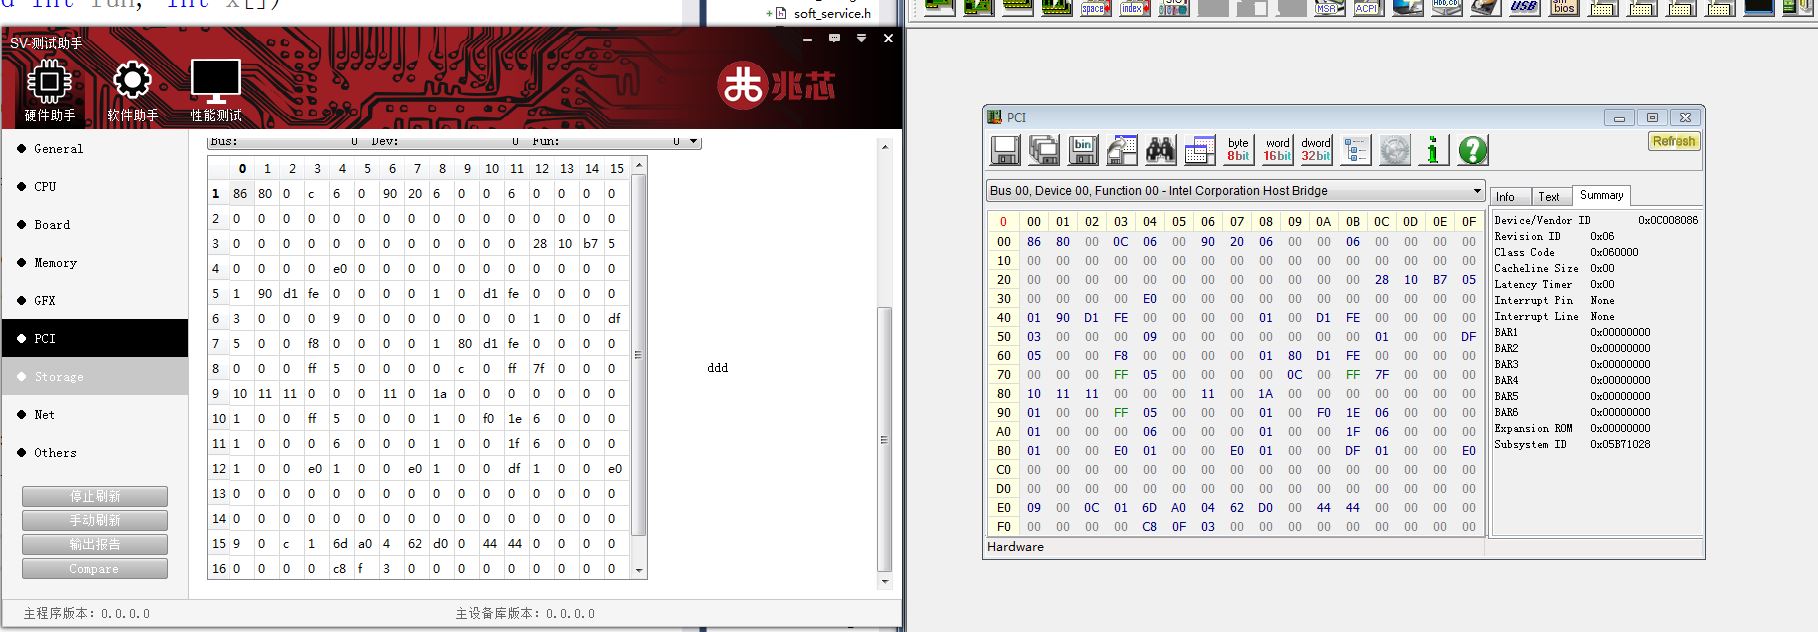 d int fun, int x[])
soft_service.h
space
index
MSR
ACPI
HDD,CD
USB
sm
bios
SV-测试助手
硬件助手
软件助手
性能测试
兆芯
General
CPU
Board
Memory
GFX
PCI
Storage
Net
Others
停止刷新
手动刷新
输出报告
Compare
Bus: 0 Dev: 0 Fun: 0
0 1 2 3 4 5 6 7 8 9 10 11 12 13 14 15
1 86 80 0 c 6 0 90 20 6 0 0 6 0 0 0 0
2 0 0 0 0 0 0 0 0 0 0 0 0 0 0 0 0
3 0 0 0 0 0 0 0 0 0 0 0 0 28 10 b7 5
4 0 0 0 0 e0 0 0 0 0 0 0 0 0 0 0 0
5 1 90 d1 fe 0 0 0 0 1 0 d1 fe 0 0 0 0
6 3 0 0 0 9 0 0 0 0 0 0 0 1 0 0 df
7 5 0 0 f8 0 0 0 0 1 80 d1 fe 0 0 0 0
8 0 0 0 ff 5 0 0 0 0 c 0 ff 7f 0 0 0
9 10 11 11 0 0 0 11 0 1a 0 0 0 0 0 0 0
10 1 0 0 ff 5 0 0 0 1 0 f0 1e 6 0 0 0
11 1 0 0 0 6 0 0 0 1 0 0 1f 6 0 0 0
12 1 0 0 e0 1 0 0 e0 1 0 0 df 1 0 0 e0
13 0 0 0 0 0 0 0 0 0 0 0 0 0 0 0 0
14 0 0 0 0 0 0 0 0 0 0 0 0 0 0 0 0
15 9 0 c 1 6d a0 4 62 d0 0 44 44 0 0 0 0
16 0 0 0 0 c8 f 3 0 0 0 0 0 0 0 0 0
ddd
主程序版本: 0.0.0.0
主设备库版本: 0.0.0.0
PCI
bin
byte
8bit
word
16bit
dword
32bit
Refresh
Bus 00, Device 00, Function 00 - Intel Corporation Host Bridge
0 00 01 02 03 04 05 06 07 08 09 0A 0B 0C 0D 0E 0F
00 86 80 00 0C 06 00 90 20 06 00 00 06 00 00 00 00
10 00 00 00 00 00 00 00 00 00 00 00 00 00 00 00 00
20 00 00 00 00 00 00 00 00 00 00 00 00 28 10 B7 05
30 00 00 00 00 E0 00 00 00 00 00 00 00 00 00 00 00
40 01 90 D1 FE 00 00 00 00 01 00 D1 FE 00 00 00 00
50 03 00 00 00 09 00 00 00 00 00 00 00 01 00 00 DF
60 05 00 00 F8 00 00 00 00 01 80 D1 FE 00 00 00 00
70 00 00 00 FF 05 00 00 00 00 0C 00 FF 7F 00 00 00
80 10 11 11 00 00 00 11 00 1A 00 00 00 00 00 00 00
90 01 00 00 FF 05 00 00 00 01 00 F0 1E 06 00 00 00
A0 01 00 00 00 06 00 00 00 01 00 00 1F 06 00 00 00
B0 01 00 00 E0 01 00 00 E0 01 00 00 DF 01 00 00 E0
C0 00 00 00 00 00 00 00 00 00 00 00 00 00 00 00 00
D0 00 00 00 00 00 00 00 00 00 00 00 00 00 00 00 00
E0 09 00 0C 01 6D A0 04 62 D0 00 44 44 00 00 00 00
F0 00 00 00 00 C8 0F 03 00 00 00 00 00 00 00 00 00
Hardware
Info
Text
Summary
Device/Vendor ID 0x0C008086
Revision ID 0x06
Class Code 0x060000
Cacheline Size 0x00
Latency Timer 0x00
Interrupt Pin None
Interrupt Line None
BAR1 0x00000000
BAR2 0x00000000
BAR3 0x00000000
BAR4 0x00000000
BAR5 0x00000000
BAR6 0x00000000
Expansion ROM 0x00000000
Subsystem ID 0x05B71028